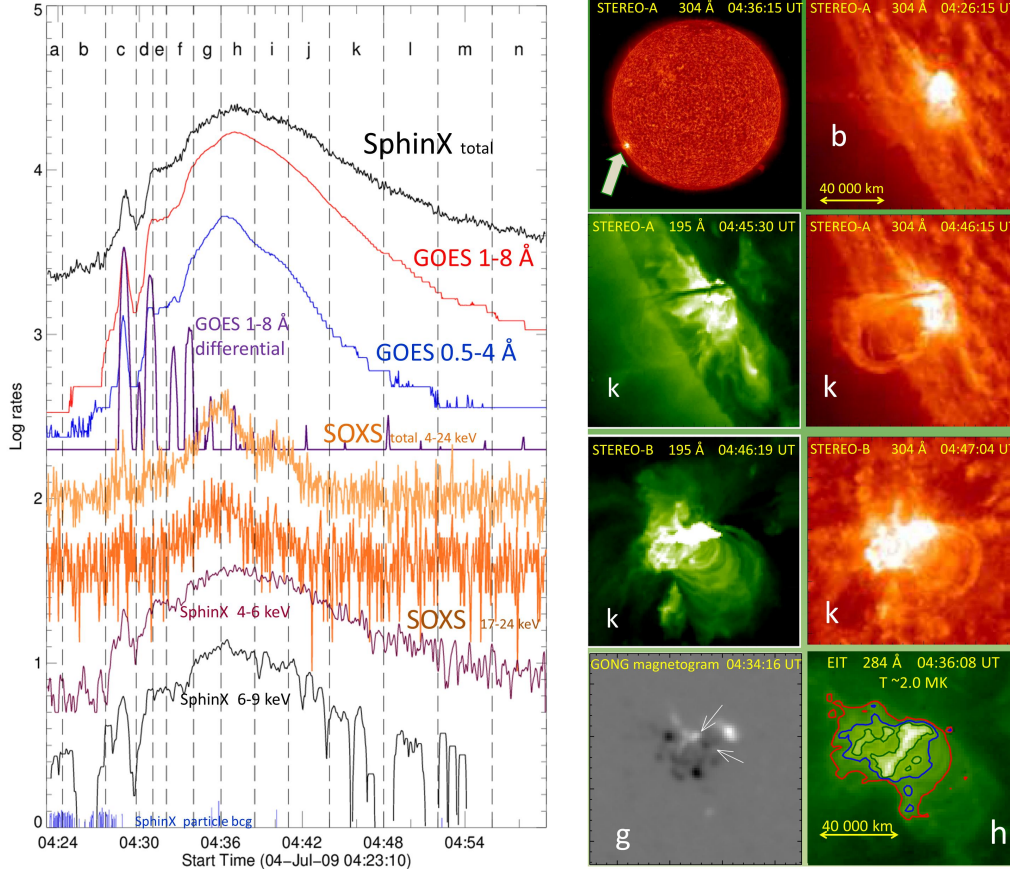 5
4
3
2
1
0
Log rates
a b c d e f g h i j k l m n
SphinX total
GOES 1-8 Å
GOES 1-8 Å
differential
GOES 0.5-4 Å
SOXS total 4-24 keV
SphinX 4-6 keV
SOXS 17-24 keV
SphinX 6-9 keV
SphinX particle bcg
04:24 04:30 04:36 04:42 04:48 04:54
Start Time (04-Jul-09 04:23:10)
STEREO-A 304 Å 04:36:15 UT
STEREO-A 304 Å 04:26:15 UT
b
40 000 km
STEREO-A 195 Å 04:45:30 UT
k
STEREO-A 304 Å 04:46:15 UT
k
STEREO-B 195 Å 04:46:19 UT
k
STEREO-B 304 Å 04:47:04 UT
k
GONG magnetogram 04:34:16 UT
g
EIT 284 Å 04:36:08 UT
T ~2.0 MK
40 000 km
h